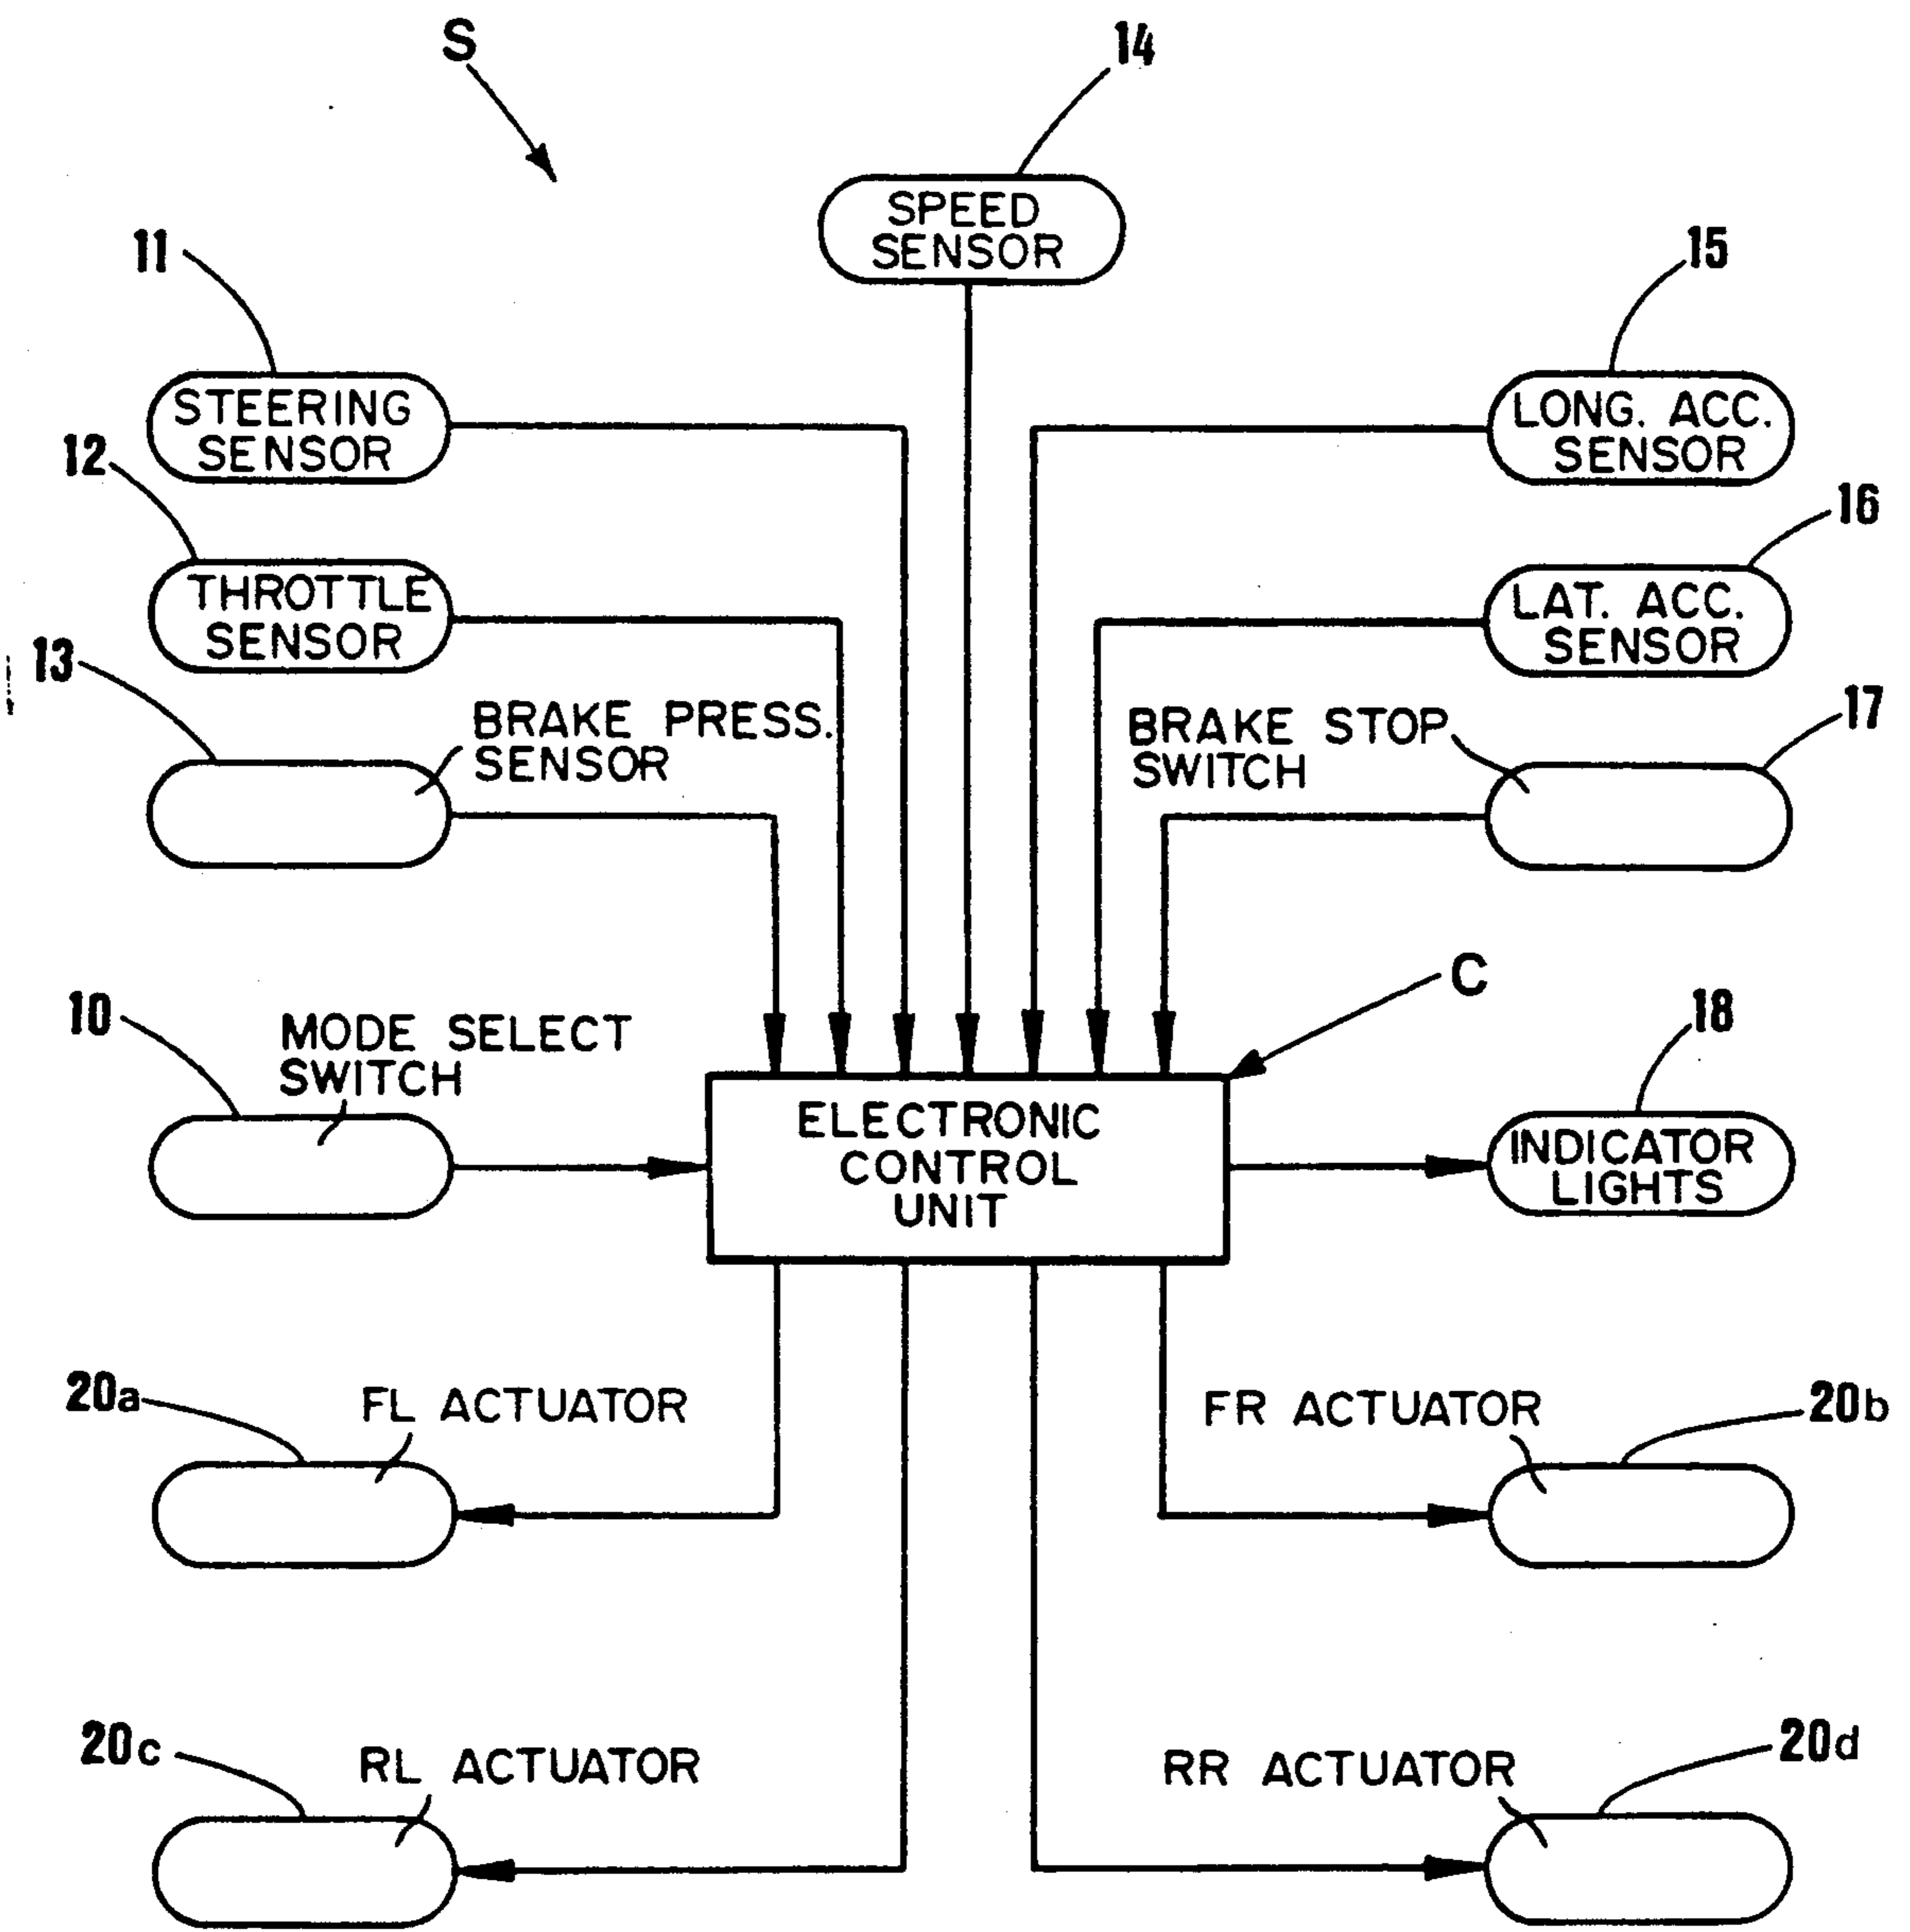 S
14
SPEED
SENSOR
11
15
STEERING
SENSOR
LONG. ACC.
SENSOR
12
16
THROTTLE
SENSOR
LAT. ACC.
SENSOR
13
17
BRAKE PRESS.
SENSOR
BRAKE STOP
SWITCH
C
10
18
MODE SELECT
SWITCH
ELECTRONIC
CONTROL
UNIT
INDICATOR
LIGHTS
20a
FL ACTUATOR
FR ACTUATOR
20b
20c
RL ACTUATOR
RR ACTUATOR
20d